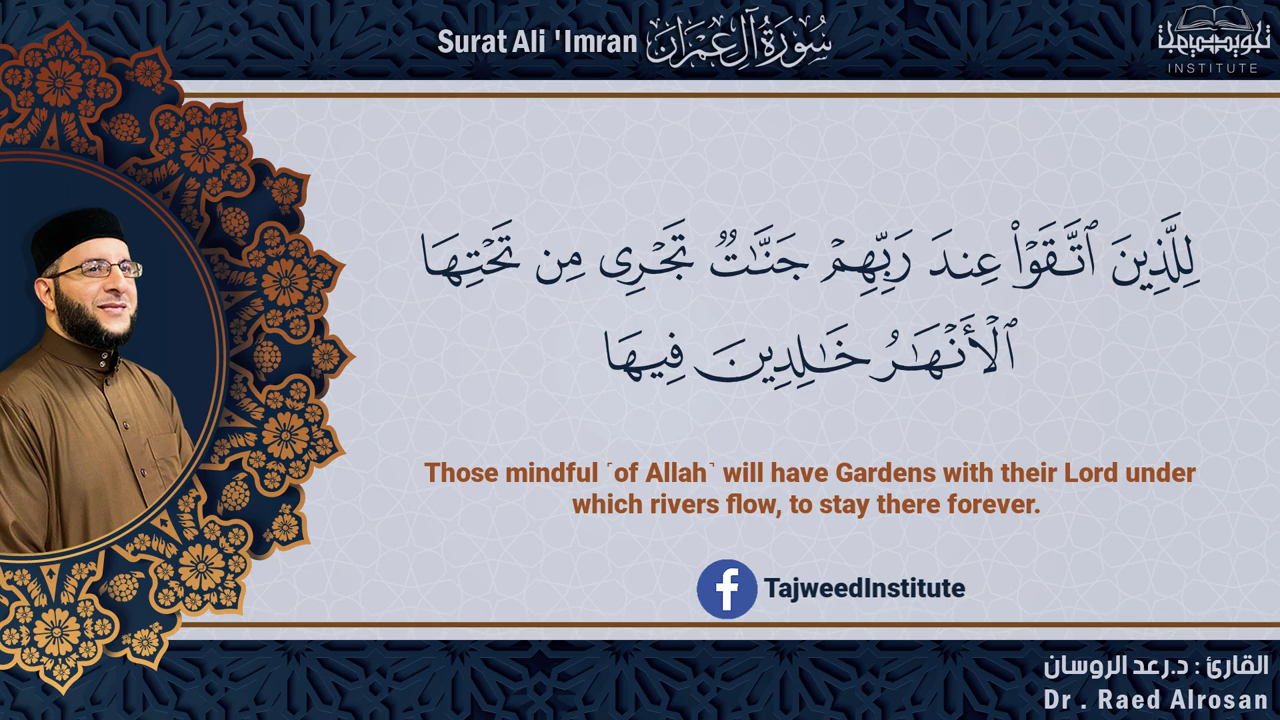 Surat Ali 'Imran سُورَةُ آلِ عِمْرَان
INSTITUTE
لِلَّذِينَ ٱتَّقَوْا۟ عِندَ رَبِّهِمْ جَنَّـٰتٌ تَجْرِى مِن تَحْتِهَا
ٱلْأَنْهَـٰرُ خَـٰلِدِينَ فِيهَا
Those mindful ˹of Allah˺ will have Gardens with their Lord under
which rivers flow, to stay there forever.
TajweedInstitute
القارئ : د.رعد الروسان
Dr . Raed Alrosan